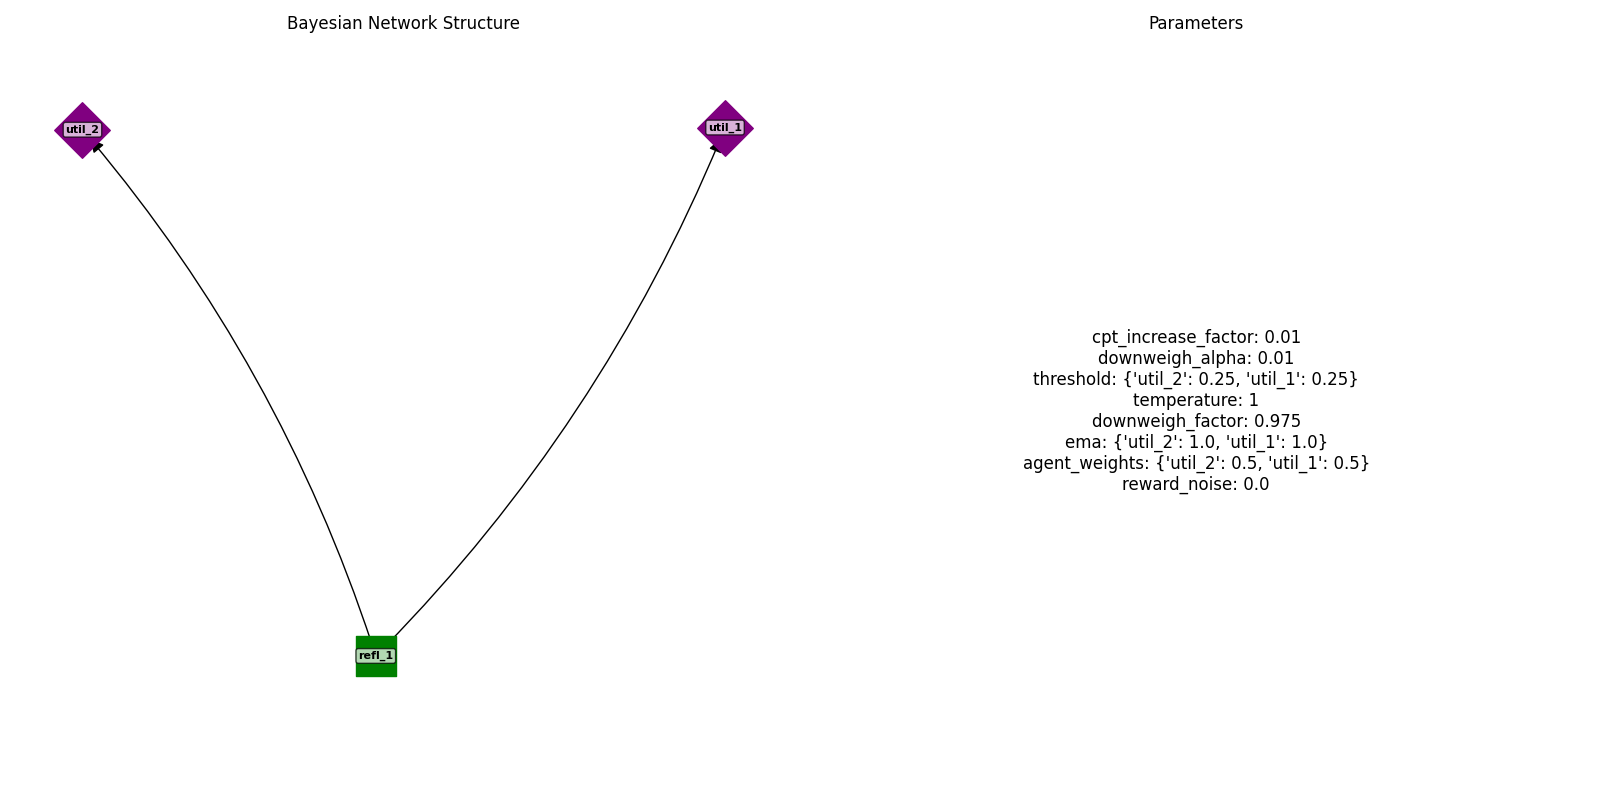 Bayesian Network Structure
util_2
util_1
refl_1
Parameters
cpt_increase_factor: 0.01
downweigh_alpha: 0.01
threshold: {'util_2': 0.25, 'util_1': 0.25}
temperature: 1
downweigh_factor: 0.975
ema: {'util_2': 1.0, 'util_1': 1.0}
agent_weights: {'util_2': 0.5, 'util_1': 0.5}
reward_noise: 0.0